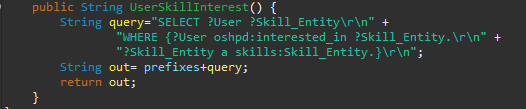 public String UserSkillInterest() {
String query="SELECT ?User ?Skill_Entity\r\n" +
"WHERE {?User oshpd:interested_in ?Skill_Entity.\r\n" +
"?Skill_Entity a skills:Skill_Entity.}\r\n";
String out= prefixes+query;
return out;
}